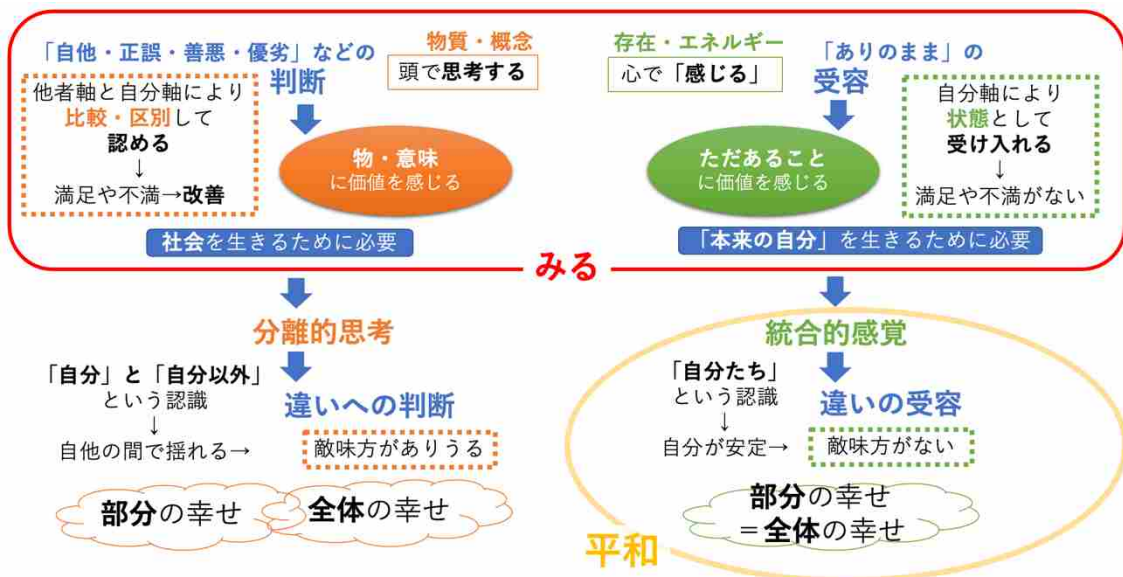 「自他・正誤・善悪・優劣」などの
判断
物質・概念
頭で思考する
他者軸と自分軸により
比較・区別して
認める
↓
満足や不満→改善
物・意味
に価値を感じる
社会を生きるために必要
存在・エネルギー
心で「感じる」
「ありのまま」の
受容
自分軸により
状態として
受け入れる
↓
満足や不満がない
ただあること
に価値を感じる
「本来の自分」を生きるために必要
みる
分離的思考
「自分」と「自分以外」
という認識
↓
自他の間で揺れる→
違いへの判断
敵味方がありうる
部分の幸せ
全体の幸せ
統合的感覚
「自分たち」
という認識
↓
自分が安定→
違いの受容
敵味方がない
部分の幸せ
＝全体の幸せ
平和